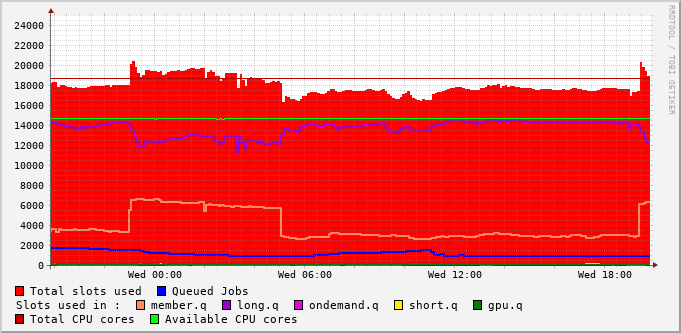 24000
22000
20000
18000
16000
14000
12000
10000
8000
6000
4000
2000
0
Wed 00:00 Wed 06:00 Wed 12:00 Wed 18:00
Total slots used Queued Jobs
Slots used in : member.q long.q ondemand.q short.q gpu.q
Total CPU cores Available CPU cores
RRDTOOL / TOBI OETIKER